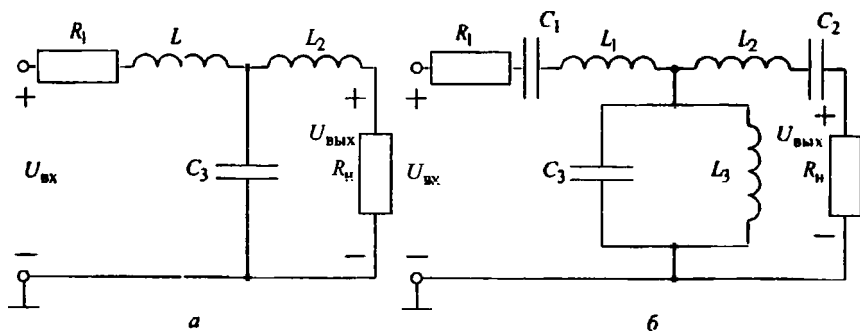 R₁ L L₂
+ +
Uвх C₃ Uвых
Rн
− −
а
R₁ C₁ L₁ L₂ C₂
+ +
Uвх C₃ L₃ Uвых
Rн
− −
б